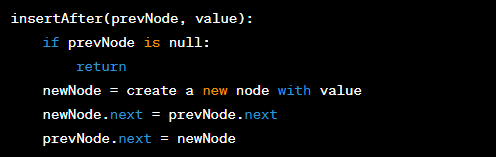 insertAfter(prevNode, value):
    if prevNode is null:
        return
    newNode = create a new node with value
    newNode.next = prevNode.next
    prevNode.next = newNode